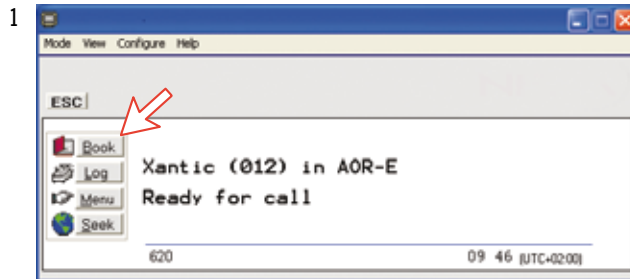 1
Mode View Configure Help
ESC
Book
Log
Menu
Seek
Xantic (012) in AOR-E
Ready for call
620 09 46 (UTC+02:00)